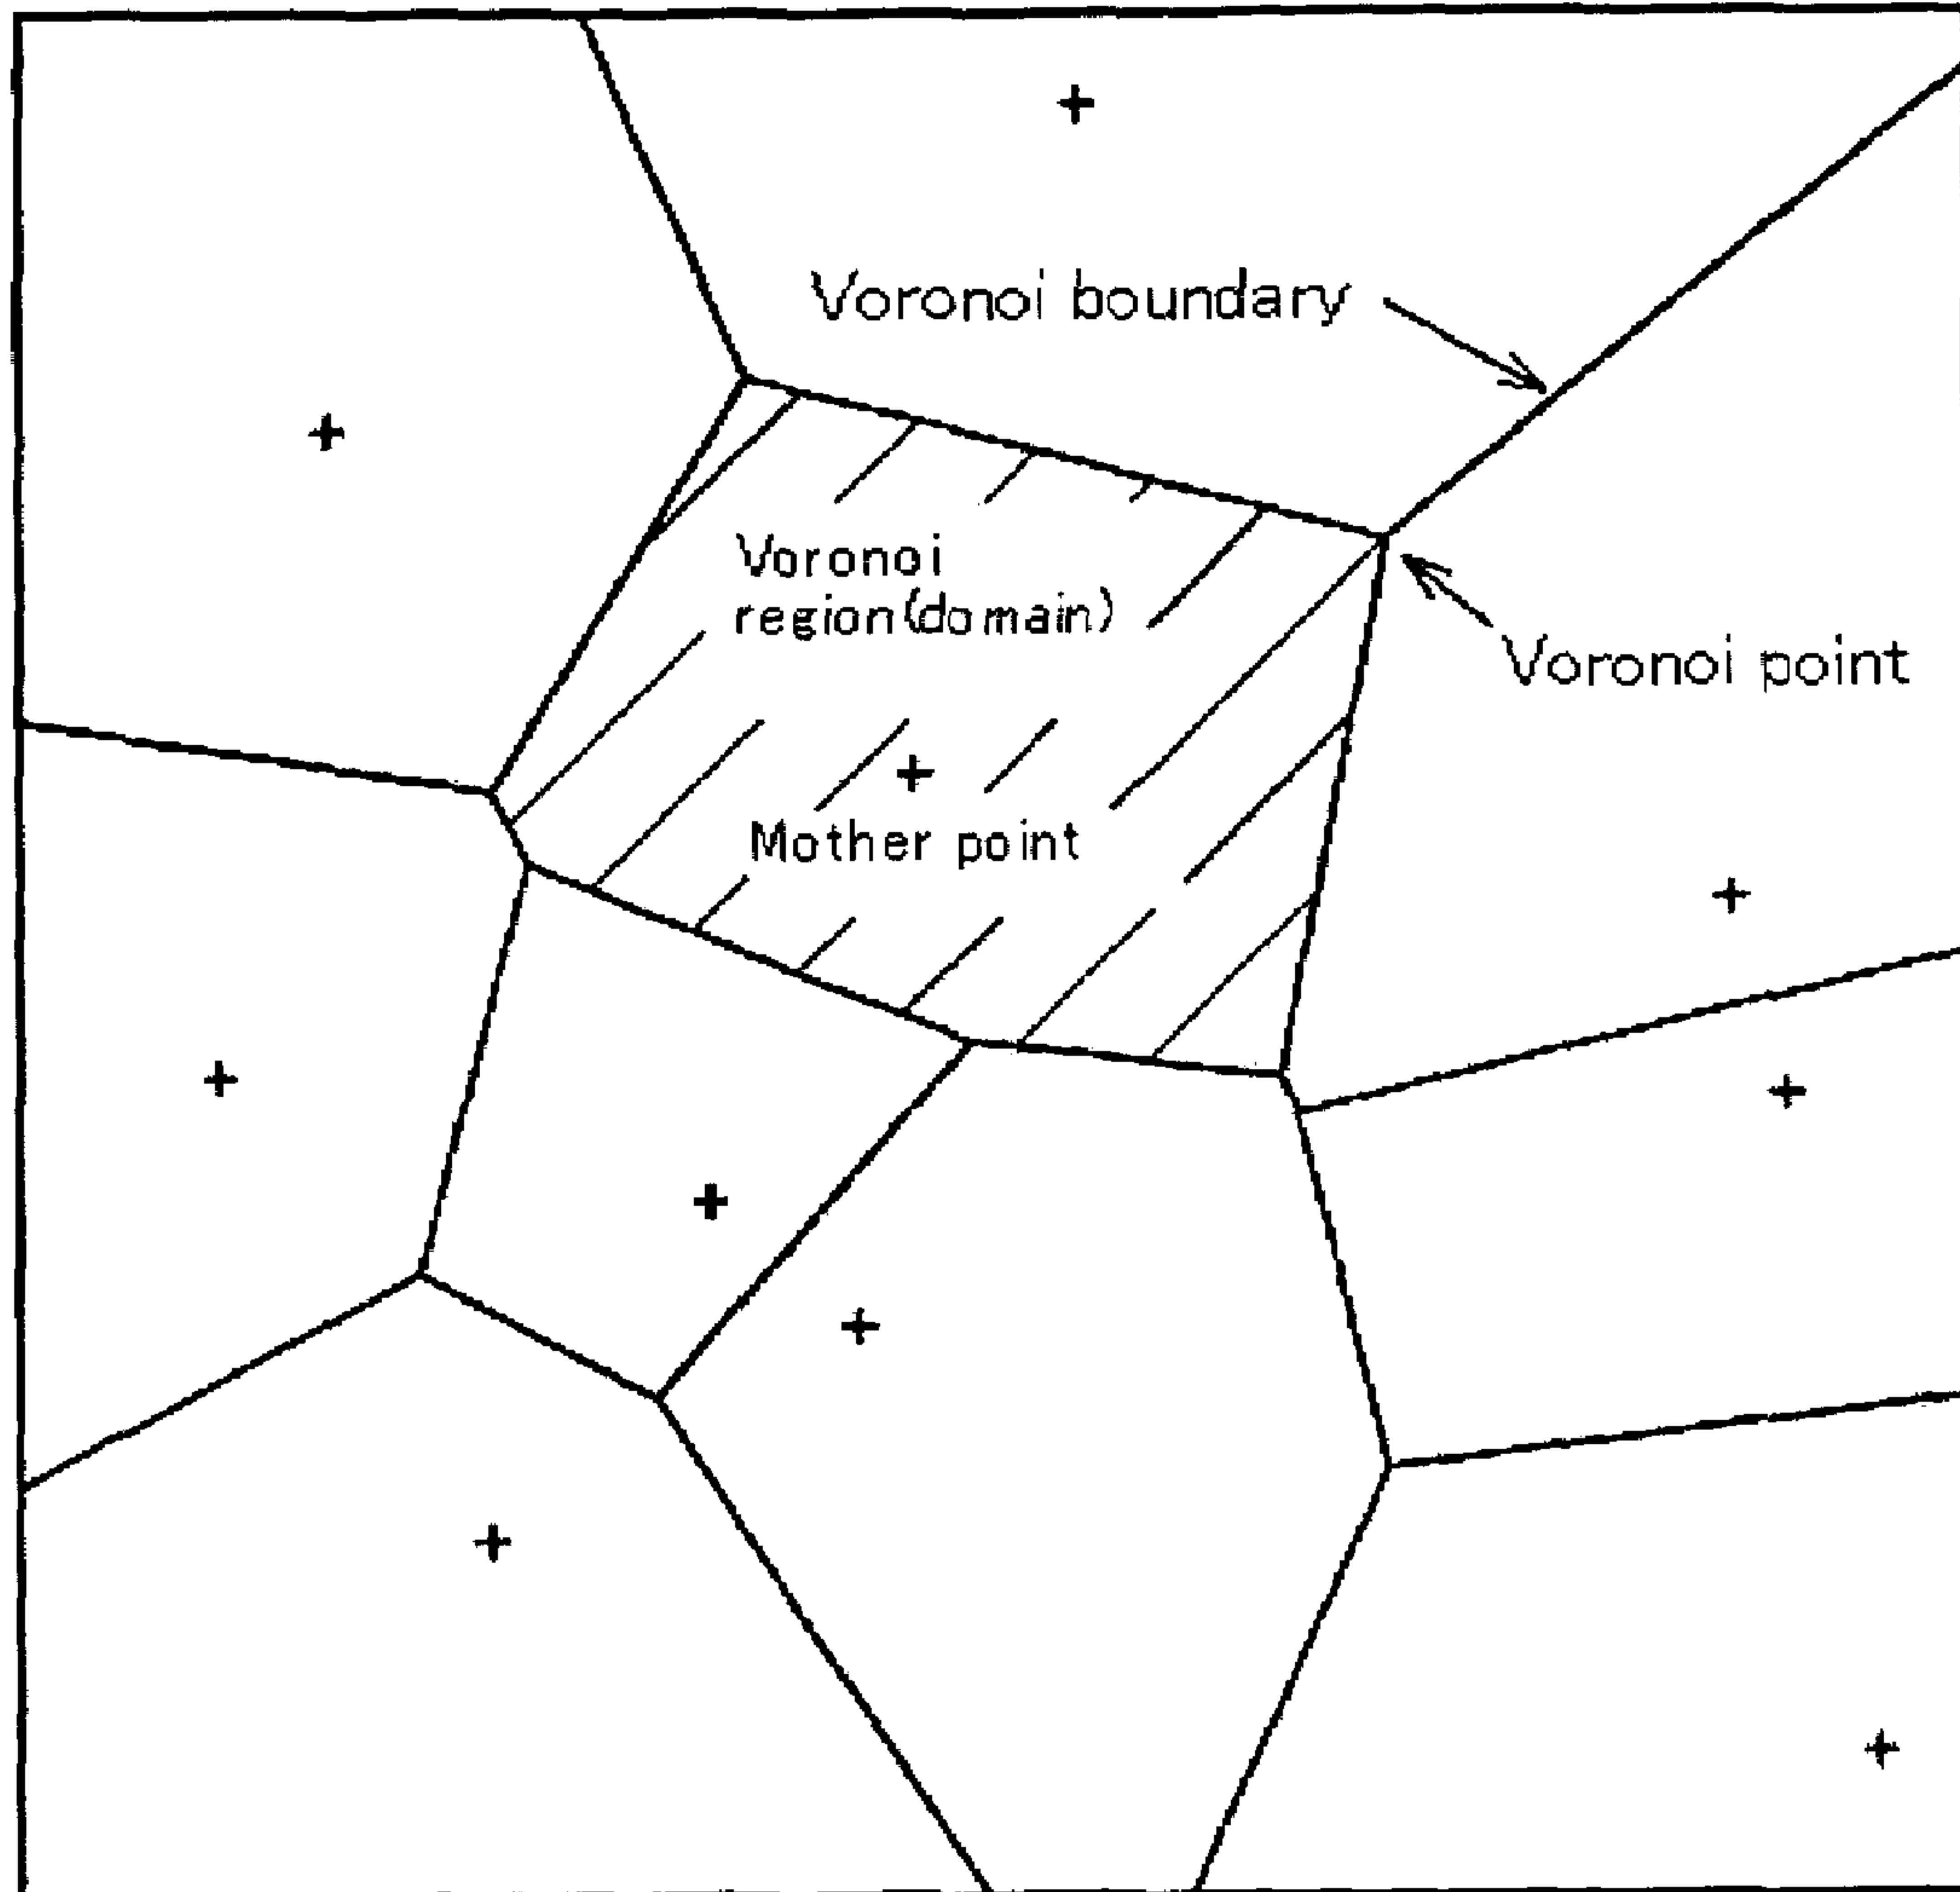 Voronoi boundary
Voronoi
region(domain)
Voronoi point
Mother point